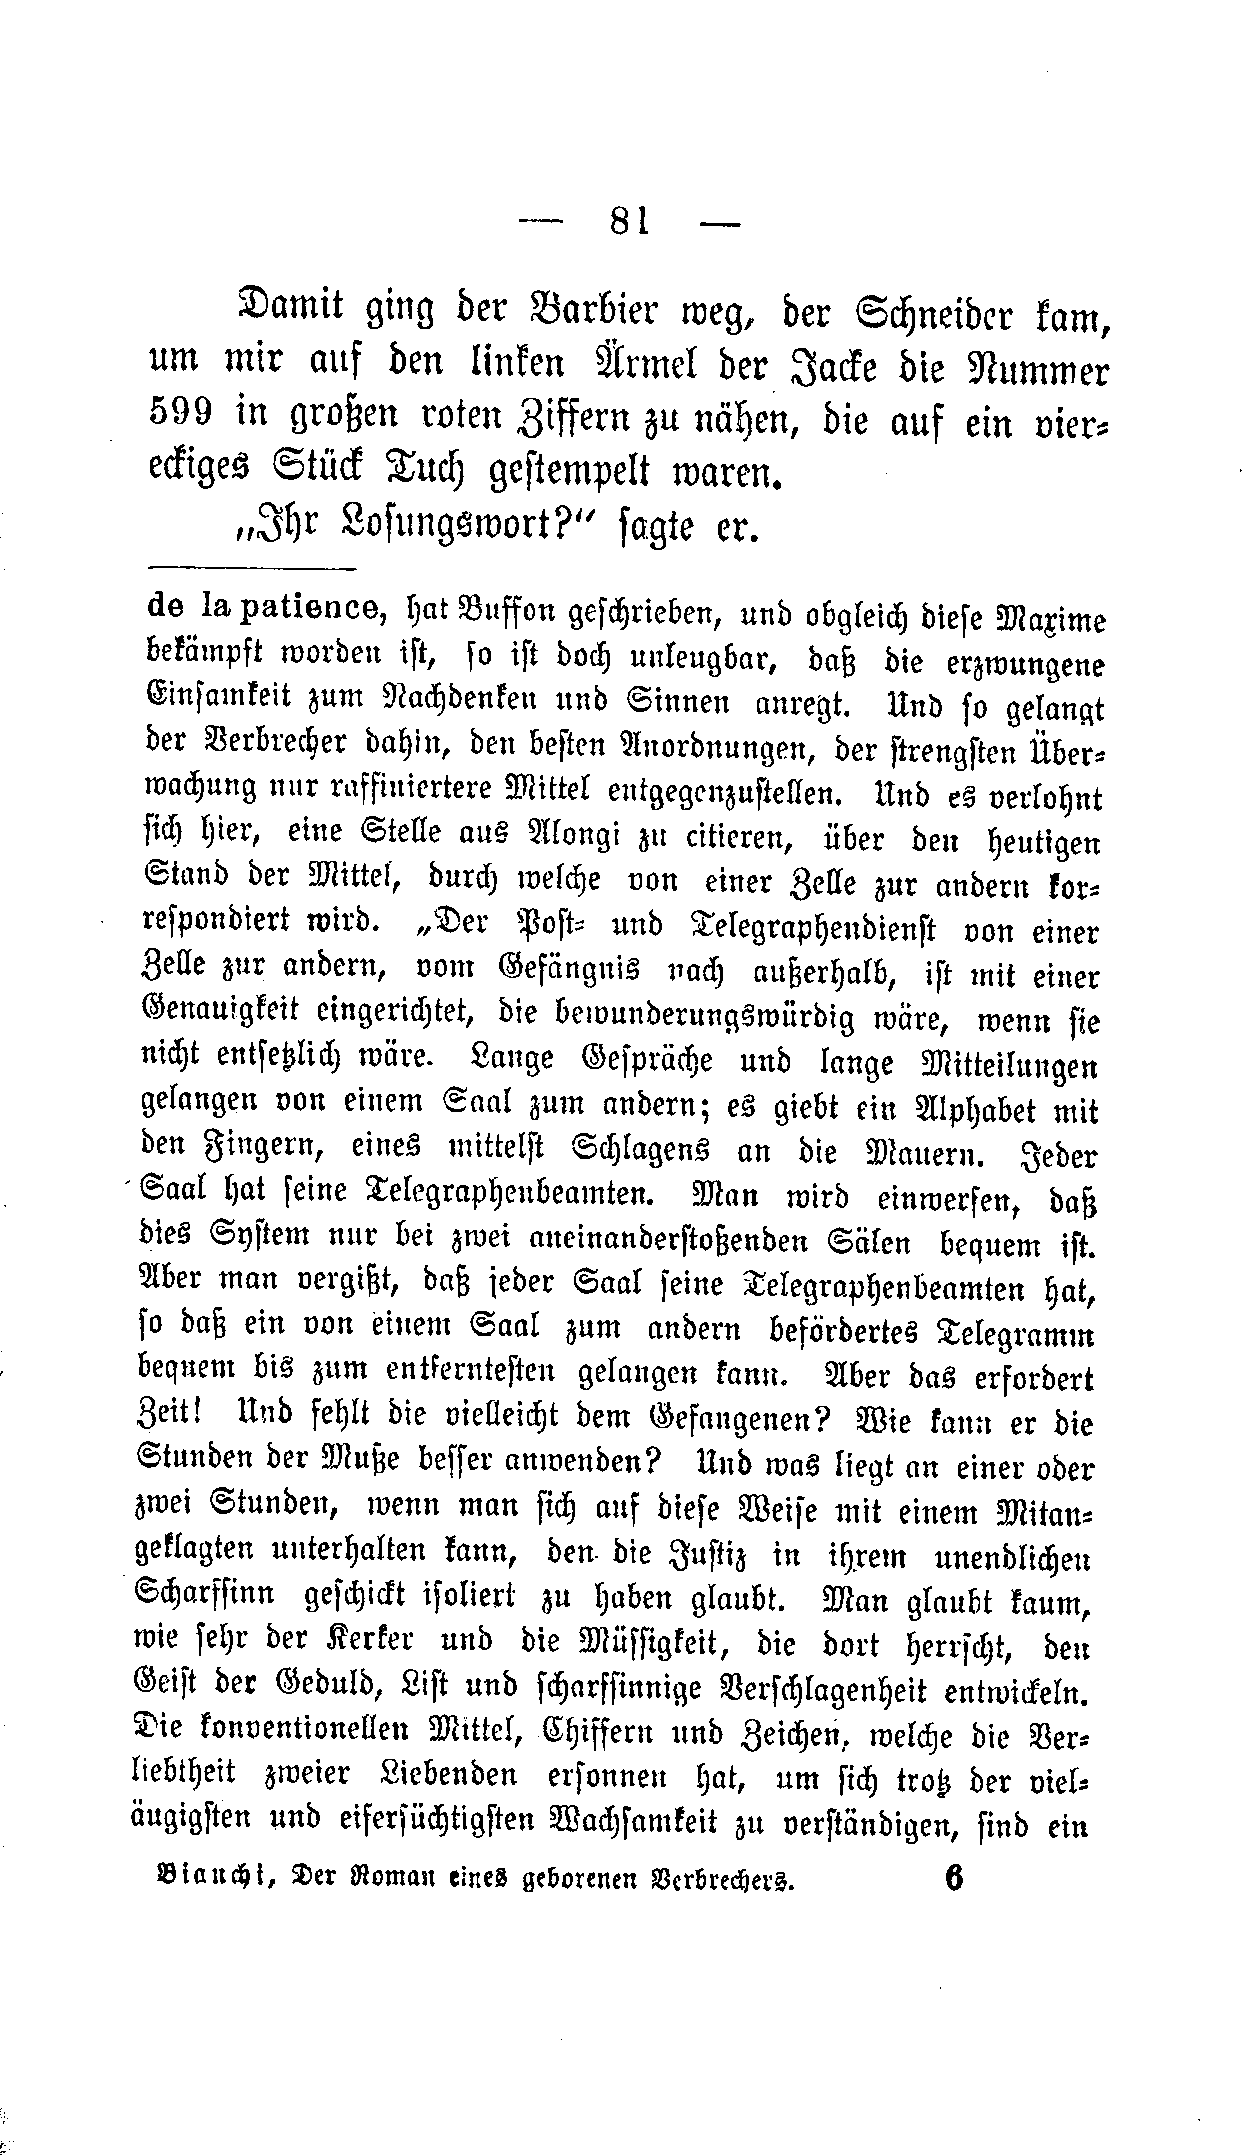 — 81 —
Damit ging der Barbier weg, der Schneider kam,
um mir auf den linken Ärmel der Jacke die Nummer
599 in großen roten Ziffern zu nähen, die auf ein vier-
eckiges Stück Tuch gestempelt waren.
„Ihr Losungswort?“ sagte er.
de la patience, hat Buffon geschrieben, und obgleich diese Maxime
bekämpft worden ist, so ist doch unleugbar, daß die erzwungene
Einsamkeit zum Nachdenken und Sinnen anregt. Und so gelangt
der Verbrecher dahin, den besten Anordnungen, der strengsten Über-
wachung nur raffiniertere Mittel entgegenzustellen. Und es verlohnt
sich hier, eine Stelle aus Alongi zu citieren, über den heutigen
Stand der Mittel, durch welche von einer Zelle zur andern kor-
respondiert wird. „Der Post- und Telegraphendienst von einer
Zelle zur andern, vom Gefängnis nach außerhalb, ist mit einer
Genauigkeit eingerichtet, die bewunderungswürdig wäre, wenn sie
nicht entsetzlich wäre. Lange Gespräche und lange Mitteilungen
gelangen von einem Saal zum andern; es giebt ein Alphabet mit
den Fingern, eines mittelst Schlagens an die Mauern. Jeder
Saal hat seine Telegraphenbeamten. Man wird einwerfen, daß
dies System nur bei zwei aneinanderstoßenden Sälen bequem ist.
Aber man vergißt, daß jeder Saal seine Telegraphenbeamten hat,
so daß ein von einem Saal zum andern befördertes Telegramm
bequem bis zum entferntesten gelangen kann. Aber das erfordert
Zeit! Und fehlt die vielleicht dem Gefangenen? Wie kann er die
Stunden der Muße besser anwenden? Und was liegt an einer oder
zwei Stunden, wenn man sich auf diese Weise mit einem Mitan-
geklagten unterhalten kann, den die Justiz in ihrem unendlichen
Scharfsinn geschickt isoliert zu haben glaubt. Man glaubt kaum,
wie sehr der Kerker und die Müssigkeit, die dort herrscht, den
Geist der Geduld, List und scharfsinnige Verschlagenheit entwickeln.
Die konventionellen Mittel, Chiffern und Zeichen, welche die Ver-
liebtheit zweier Liebenden ersonnen hat, um sich trotz der viel-
äugigsten und eifersüchtigsten Wachsamkeit zu verständigen, sind ein
Bianchi, Der Roman eines geborenen Verbrechers. 6